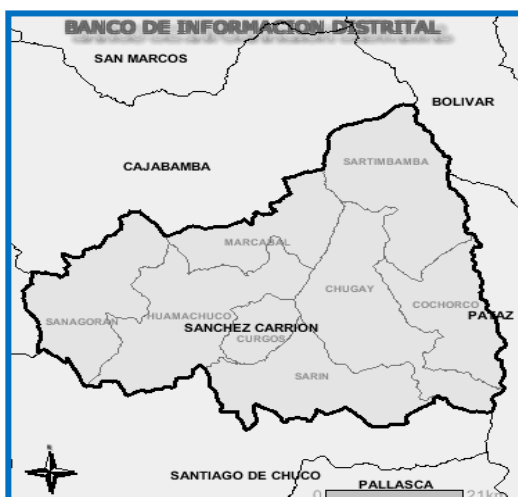 BANCO DE INFORMACION DISTRITAL
SAN MARCOS
BOLIVAR
CAJABAMBA
SARTIMBAMBA
MARCABAL
CHUGAY
COCHORCO
SANAGORAN
HUAMACHUCO
PATAZ
SANCHEZ CARRION
CURGOS
SARIN
SANTIAGO DE CHUCO
PALLASCA
0 21km